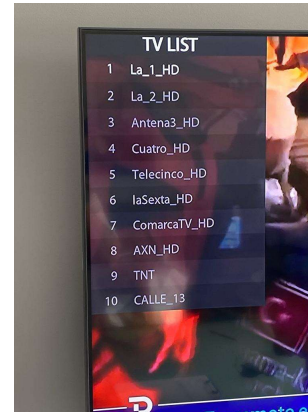 TV LIST
1 La_1_HD
2 La_2_HD
3 Antena3_HD
4 Cuatro_HD
5 Telecinco_HD
6 laSexta_HD
7 ComarcaTV_HD
8 AXN_HD
9 TNT
10 CALLE_13